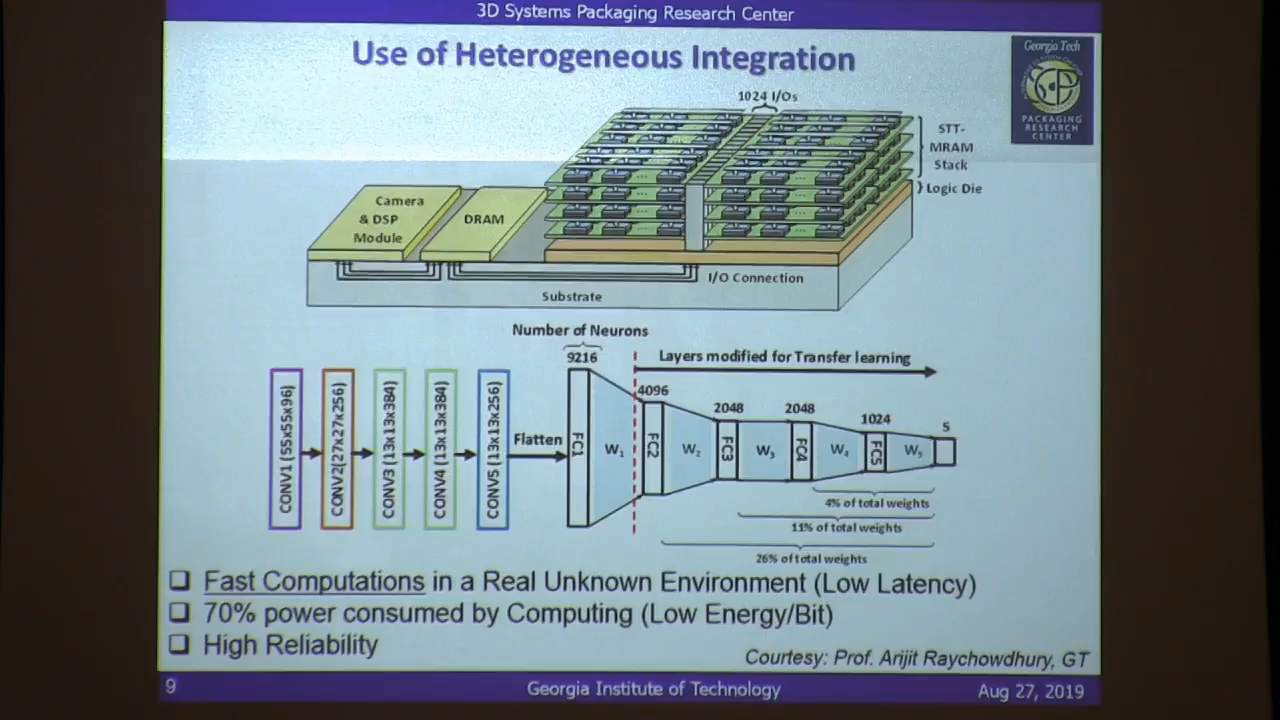 3D Systems Packaging Research Center
Use of Heterogeneous Integration
Georgia Tech
PACKAGING
RESEARCH
CENTER
1024 I/Os
STT-
MRAM
Stack
Logic Die
Camera
& DSP
Module
DRAM
I/O Connection
Substrate
Number of Neurons
9216
Layers modified for Transfer learning
4096
2048
2048
1024
5
CONV1 (55x55x96)
CONV2(27x27x256)
CONV3 (13x13x384)
CONV4 (13x13x384)
CONV5 (13x13x256)
Flatten
FC1
W1
FC2
W2
FC3
W3
FC4
W4
FC5
W5
4% of total weights
11% of total weights
26% of total weights
❑ Fast Computations in a Real Unknown Environment (Low Latency)
❑ 70% power consumed by Computing (Low Energy/Bit)
❑ High Reliability
Courtesy: Prof. Arijit Raychowdhury, GT
9
Georgia Institute of Technology
Aug 27, 2019